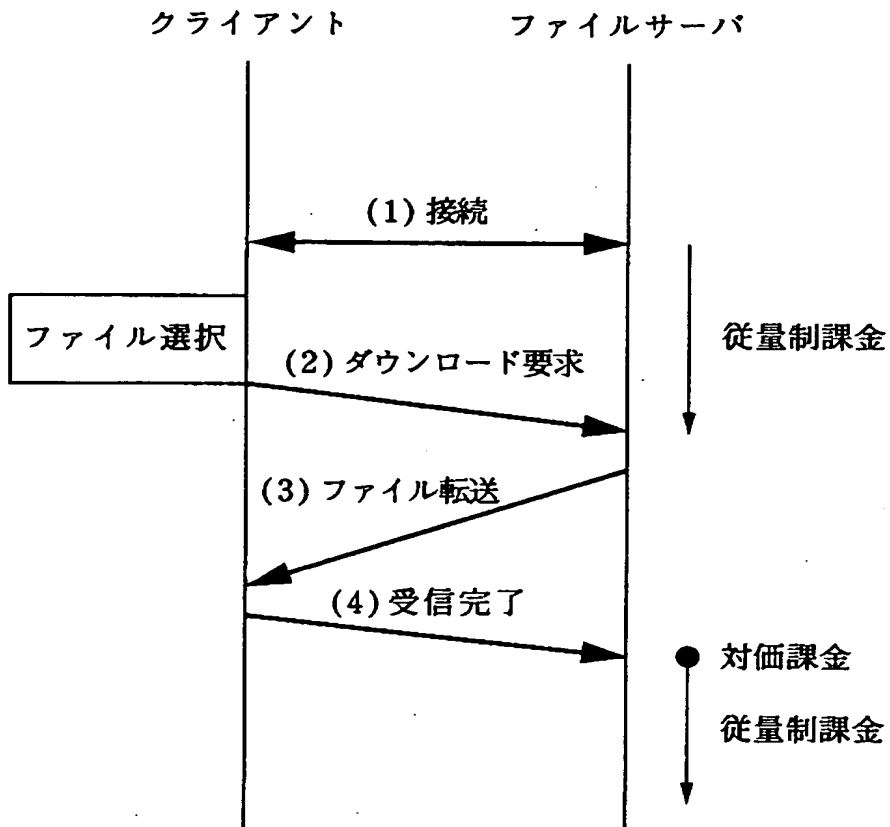 クライアント
ファイルサーバ
(1)接続
ファイル選択
従量制課金
(2)ダウンロード要求
(3)ファイル転送
(4)受信完了
対価課金
従量制課金